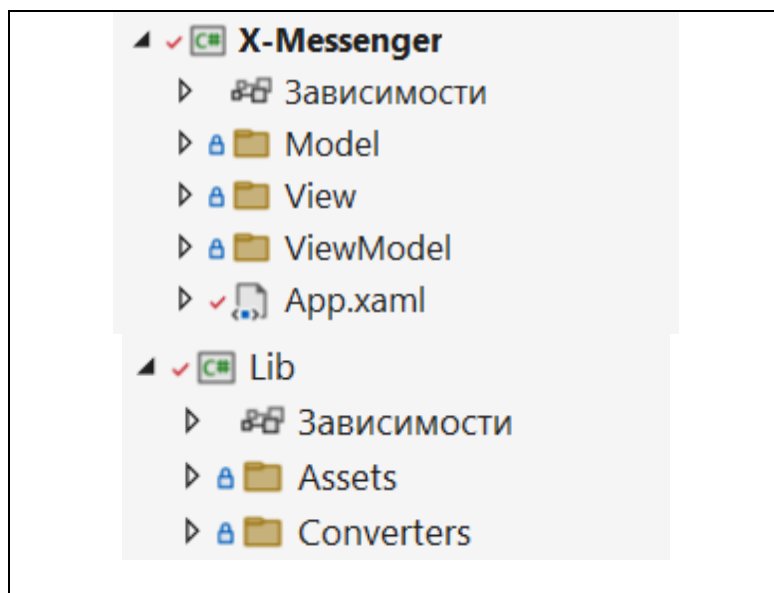 C# X-Messenger
Зависимости
Model
View
ViewModel
App.xaml
C# Lib
Зависимости
Assets
Converters